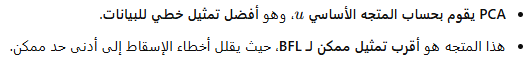 • PCA يقوم بحساب المتجه الأساسي u، وهو أفضل تمثيل خطي للبيانات.
• هذا المتجه هو أقرب تمثيل ممكن لـ BFL، حيث يقلل أخطاء الإسقاط إلى أدنى حد ممكن.